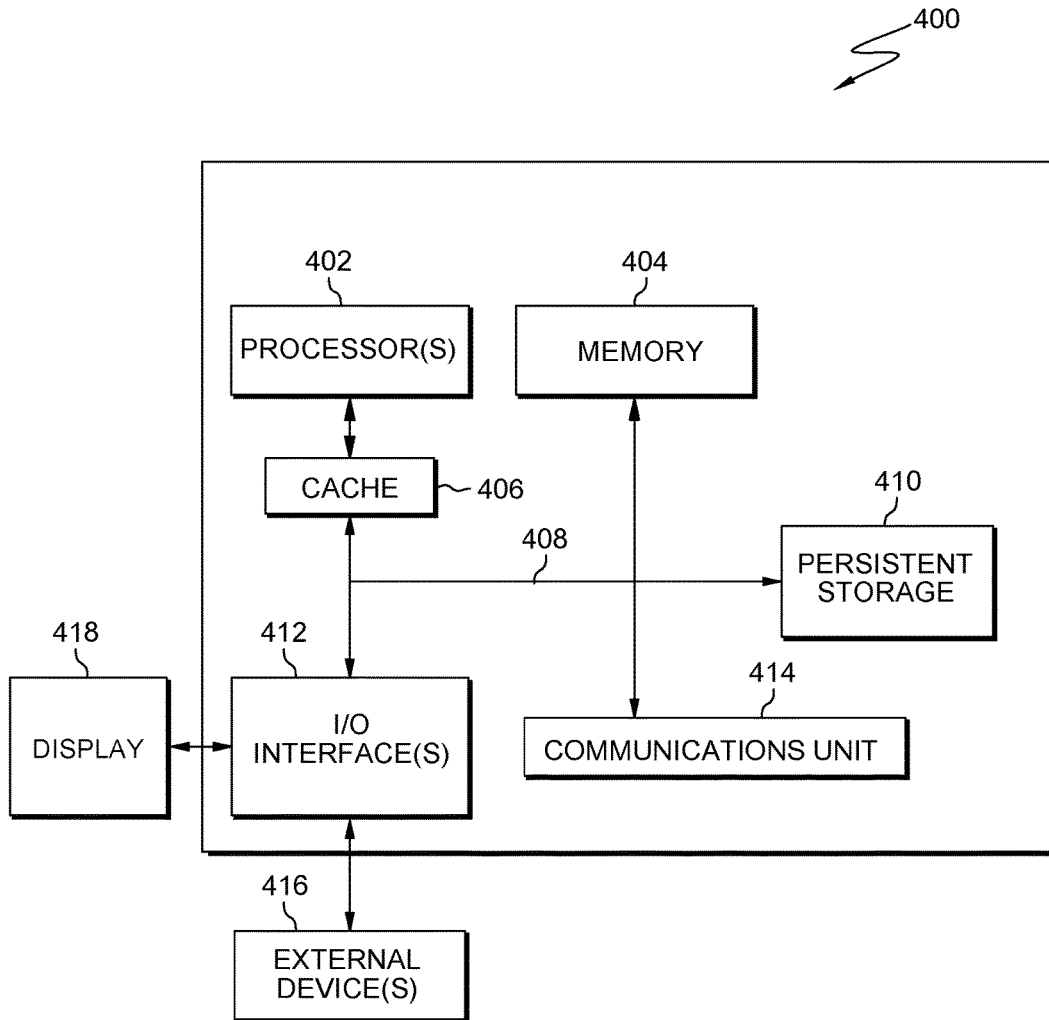 400
402
404
PROCESSOR(S)
MEMORY
CACHE
406
410
408
PERSISTENT
STORAGE
418
412
414
DISPLAY
I/O
INTERFACE(S)
COMMUNICATIONS UNIT
416
EXTERNAL
DEVICE(S)